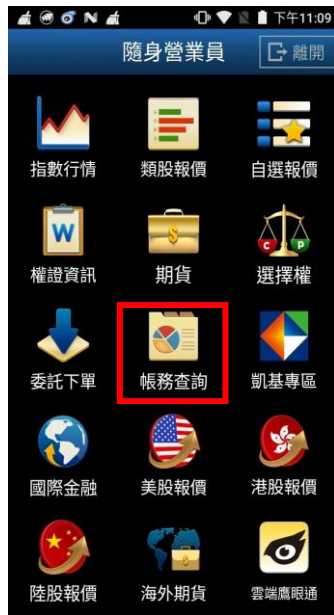 下午11:09
隨身營業員 離開
指數行情 類股報價 自選報價
W $ C P
權證資訊 期貨 選擇權
委託下單 帳務查詢 凱基專區
國際金融 美股報價 港股報價
陸股報價 海外期貨 雲端鷹眼通